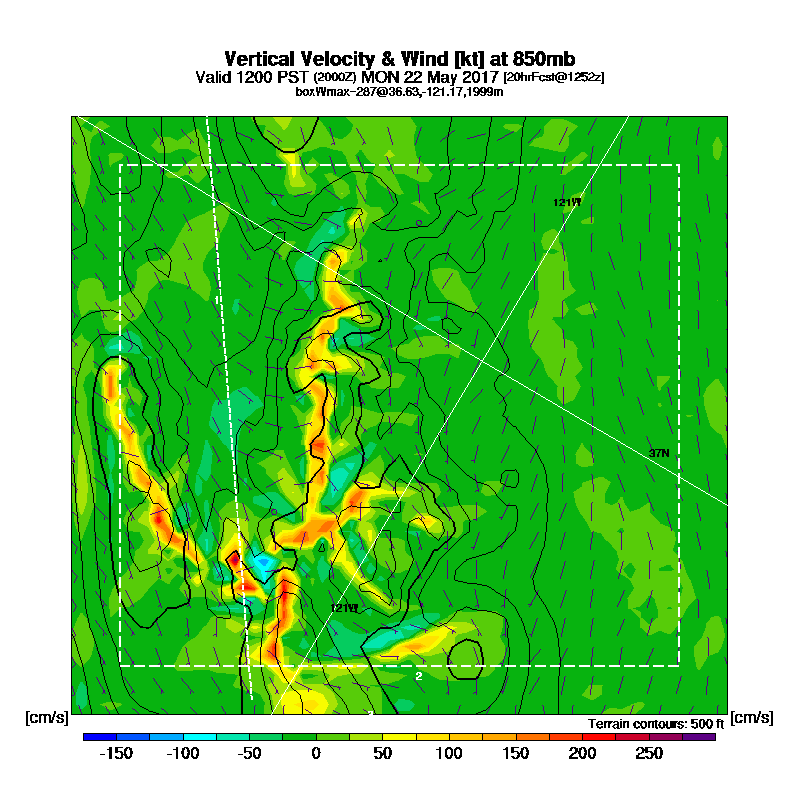 Vertical Velocity & Wind [kt] at 850mb
Valid 1200 PST (2000Z) MON 22 May 2017 [20hrFcst@1252z]
boxWmax-287@36.63,-121.17,1999m
121W
37N
121W
2
[cm/s]
Terrain contours: 500 ft
[cm/s]
-150 -100 -50 0 50 100 150 200 250